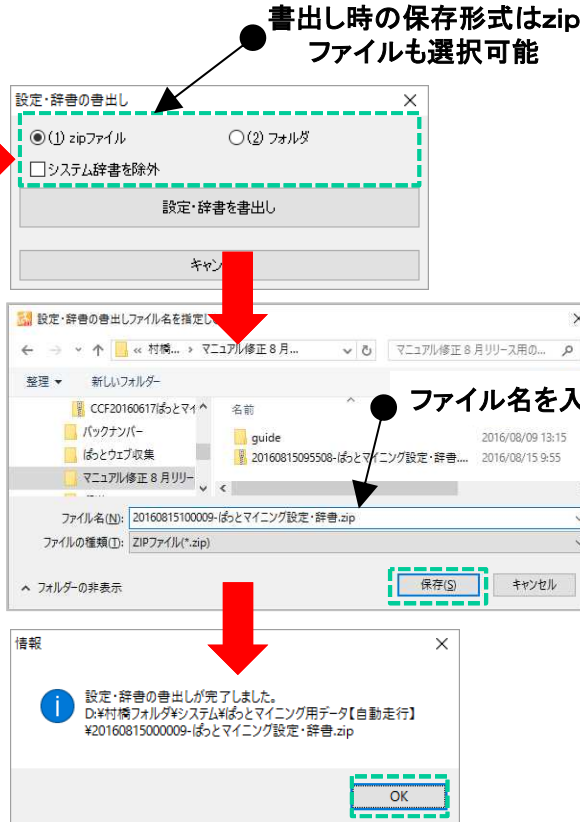 書出し時の保存形式はzip
ファイルも選択可能
設定・辞書の書出し
(1) zipファイル
(2) フォルダ
システム辞書を除外
設定・辞書を書出し
キャン
設定・辞書の書出しファイル名を指定し
« 村橋... › マニュアル修正 8 月...
マニュアル修正 8 月リリース用の...
整理 ▼ 新しいフォルダー
CCF20160617ぱっとマイ
バックナンバー
ぱっとウェブ収集
マニュアル修正 8 月リリー
名前
ファイル名を入
guide 2016/08/09 13:15
20160815095508-ぱっとマイニング設定・辞書.... 2016/08/15 9:55
ファイル名(N): 20160815100009-ぱっとマイニング設定・辞書.zip
ファイルの種類(T): ZIPファイル(*.zip)
フォルダーの非表示
保存(S)
キャンセル
情報
設定・辞書の書出しが完了しました。
D:¥村橋フォルダ¥システム¥ぱっとマイニング用データ【自動走行】
¥20160815000009-ぱっとマイニング設定・辞書.zip
OK